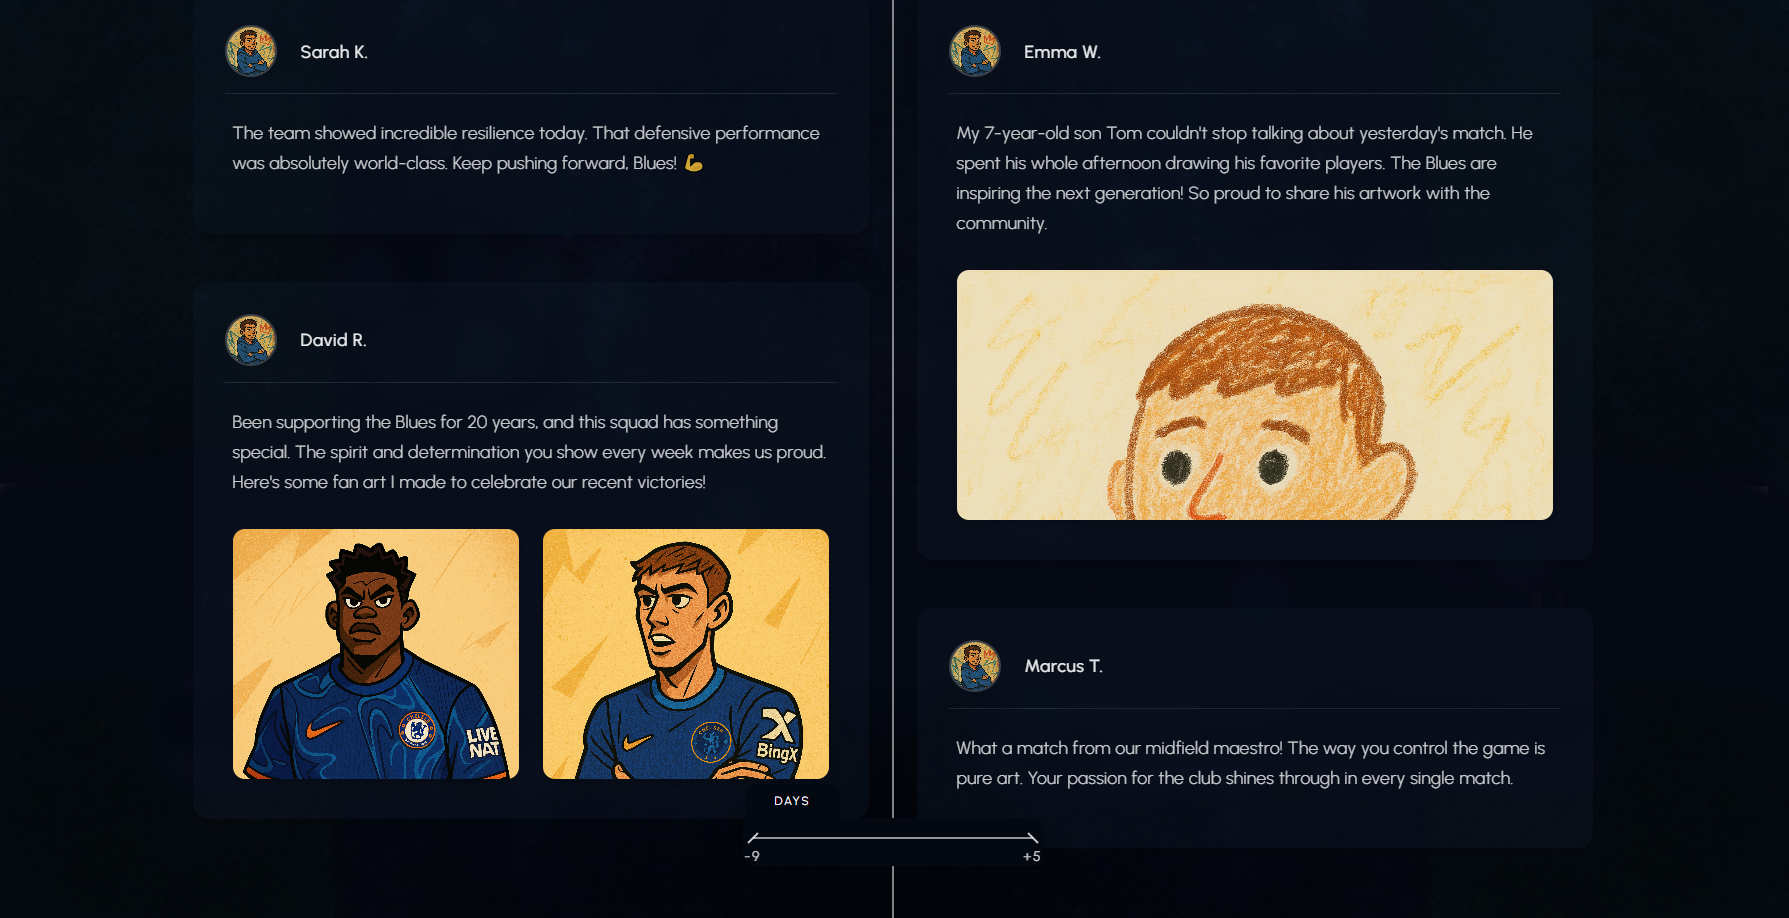 Sarah K.
The team showed incredible resilience today. That defensive performance
was absolutely world-class. Keep pushing forward, Blues! 💪
David R.
Been supporting the Blues for 20 years, and this squad has something
special. The spirit and determination you show every week makes us proud.
Here's some fan art I made to celebrate our recent victories!
LIVE
NAT
BingX
Emma W.
My 7-year-old son Tom couldn't stop talking about yesterday's match. He
spent his whole afternoon drawing his favorite players. The Blues are
inspiring the next generation! So proud to share his artwork with the
community.
Marcus T.
What a match from our midfield maestro! The way you control the game is
pure art. Your passion for the club shines through in every single match.
DAYS
-9
+5